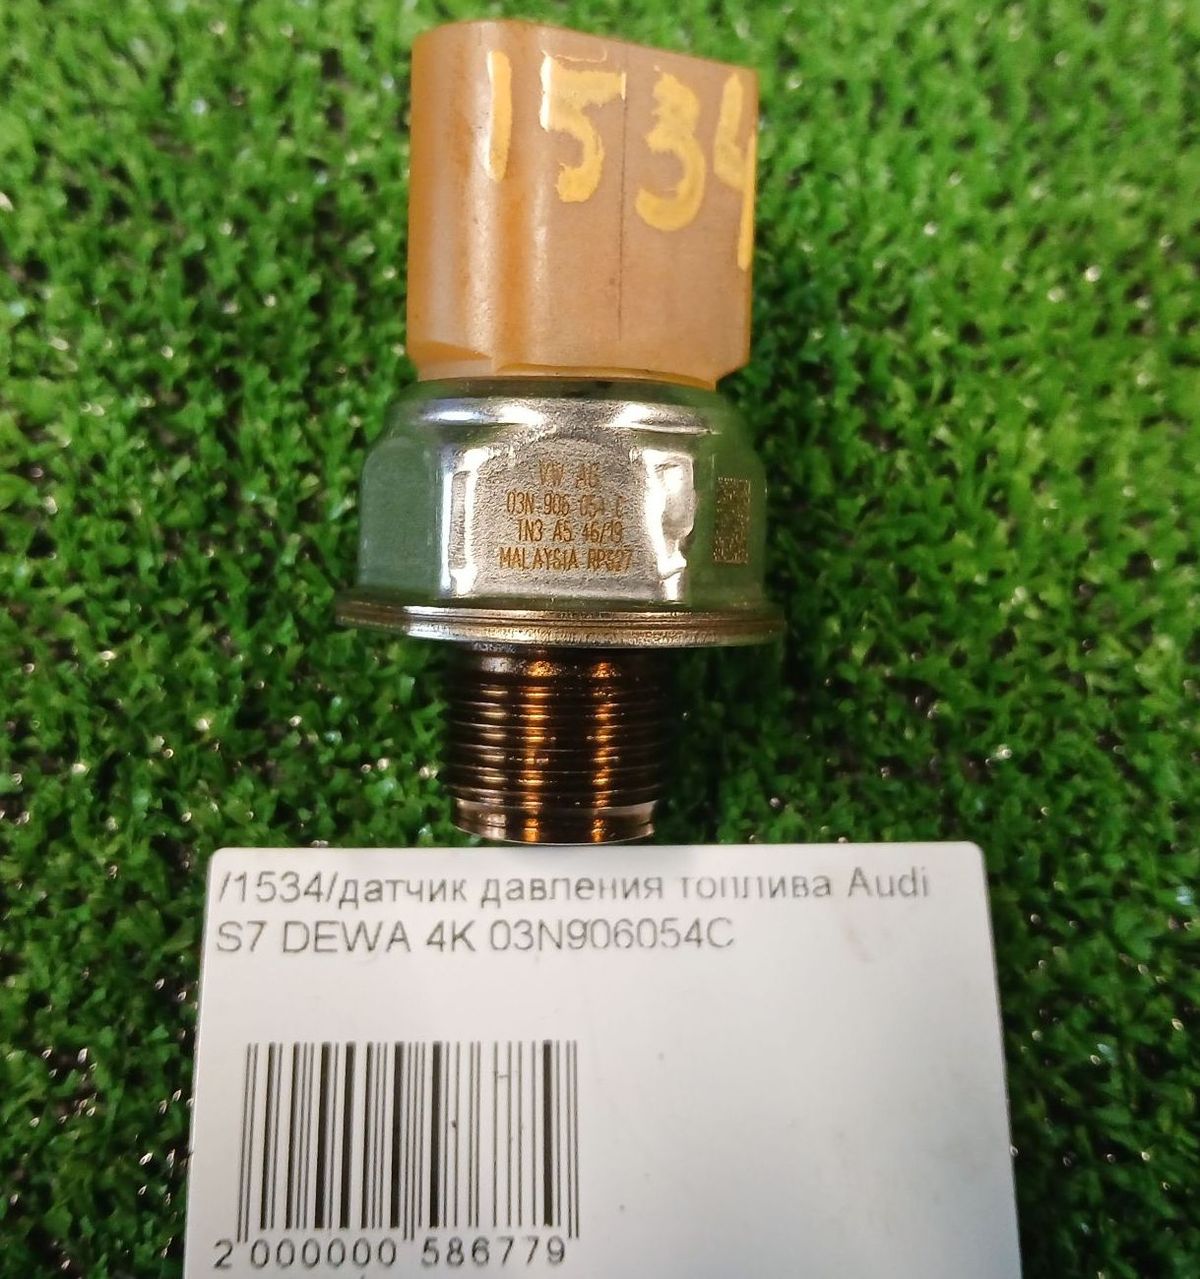 1534
VW AG
03N 906 054 C
TN3 A5 46/19
MALAYSIA RP327
/1534/датчик давления топлива Audi
S7 DEWA 4K 03N906054C
2 000000 586779